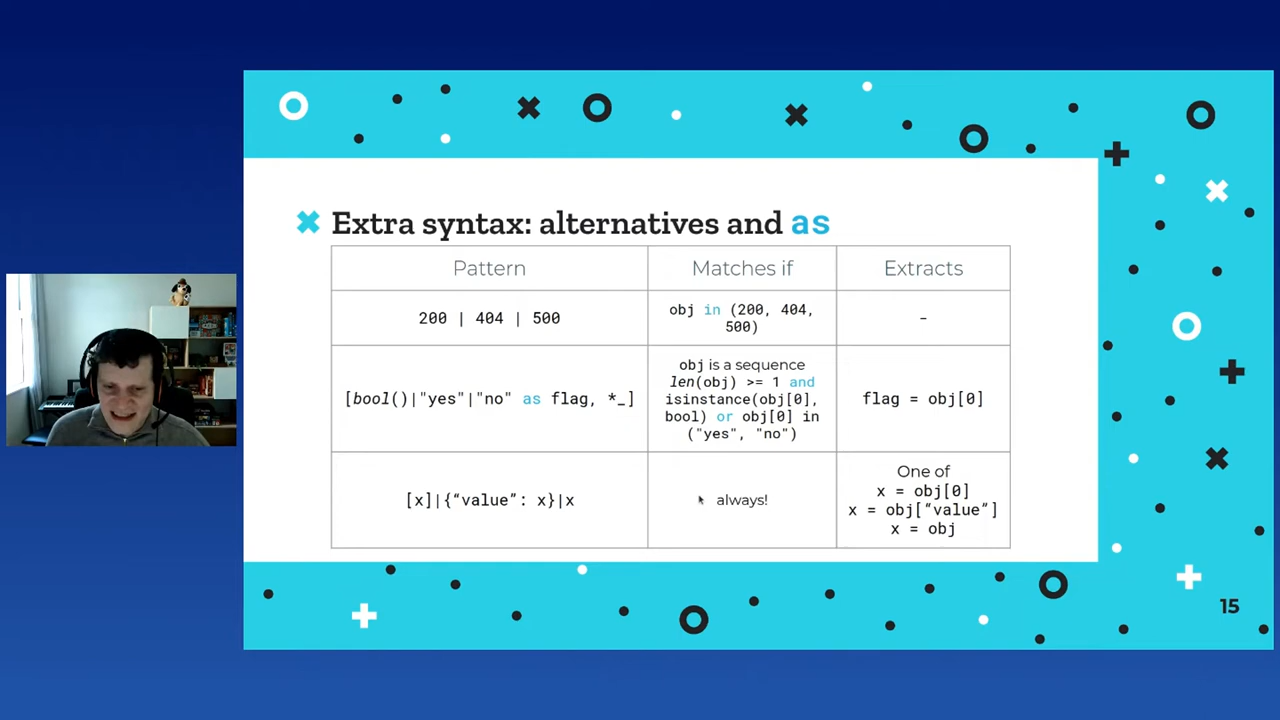 Extra syntax: alternatives and as
Pattern
Matches if
Extracts
200 | 404 | 500
obj in (200, 404,
500)
–
[bool()|"yes"|"no" as flag, *_]
obj is a sequence
len(obj) >= 1 and
isinstance(obj[0],
bool) or obj[0] in
("yes", "no")
flag = obj[0]
[x]|{“value”: x}|x
always!
One of
x = obj[0]
x = obj[“value”]
x = obj
15